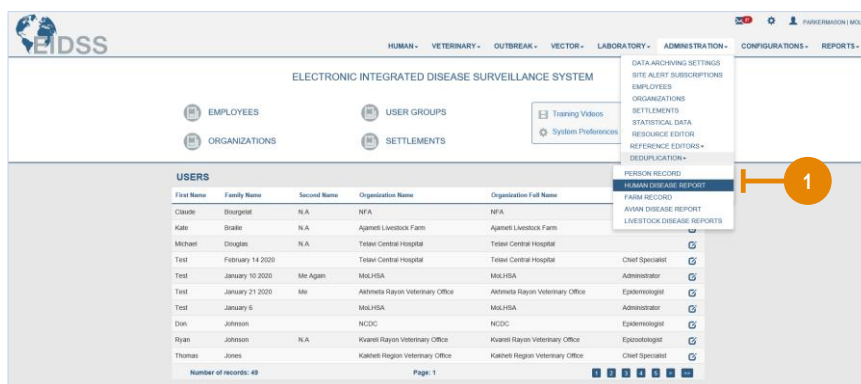 EIDSS
37
PARKERMASON | MOL
HUMAN VETERINARY OUTBREAK VECTOR LABORATORY ADMINISTRATION CONFIGURATIONS REPORTS
ELECTRONIC INTEGRATED DISEASE SURVEILLANCE SYSTEM
EMPLOYEES
USER GROUPS
ORGANIZATIONS
SETTLEMENTS
Training Videos
System Preferences
DATA ARCHIVING SETTINGS
SITE ALERT SUBSCRIPTIONS
EMPLOYEES
ORGANIZATIONS
SETTLEMENTS
STATISTICAL DATA
RESOURCE EDITOR
REFERENCE EDITORS
DEDUPLICATION
PERSON RECORD
HUMAN DISEASE REPORT
FARM RECORD
AVIAN DISEASE REPORT
LIVESTOCK DISEASE REPORTS
1
USERS
First Name Family Name Second Name Organization Name Organization Full Name
Claude Bourgelat N.A NFA NFA
Kate Braille N.A Ajameti Livestock Farm Ajameti Livestock Farm
Michael Douglas N.A Telavi Central Hospital Telavi Central Hospital
Test February 14 2020 Telavi Central Hospital Telavi Central Hospital Chief Specialist
Test January 10 2020 Me Again MoLHSA MoLHSA Administrator
Test January 21 2020 Me Akhmeta Rayon Veterinary Office Akhmeta Rayon Veterinary Office Epidemiologist
Test January 6 MoLHSA MoLHSA Administrator
Don Johnson NCDC NCDC Epidemiologist
Ryan Johnson N.A Kvareli Rayon Veterinary Office Kvareli Rayon Veterinary Office Epizootologist
Thomas Jones Kakheti Region Veterinary Office Kakheti Region Veterinary Office Chief Specialist
Number of records: 49 Page: 1 1 2 3 4 5 > >>